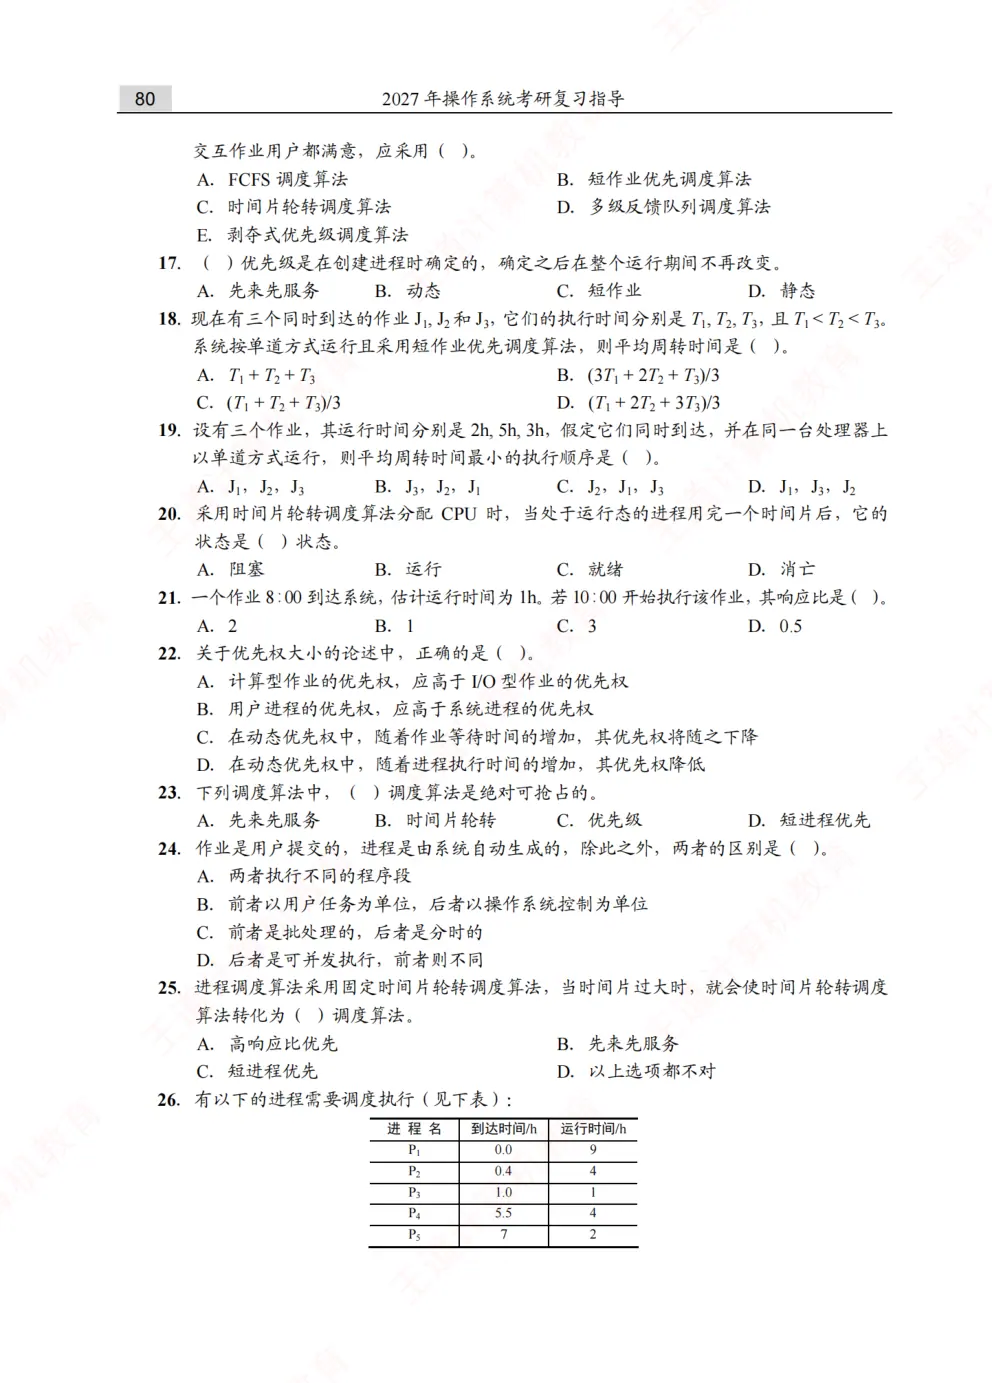 80
2027 年操作系统考研复习指导
交互作业用户都满意，应采用（ ）。
A. FCFS 调度算法 B. 短作业优先调度算法
C. 时间片轮转调度算法 D. 多级反馈队列调度算法
E. 剥夺式优先级调度算法
17. （ ）优先级是在创建进程时确定的，确定之后在整个运行期间不再改变。
A. 先来先服务 B. 动态 C. 短作业 D. 静态
18. 现在有三个同时到达的作业 J1, J2 和 J3，它们的执行时间分别是 T1, T2, T3，且 T1 < T2 < T3。
系统按单道方式运行且采用短作业优先调度算法，则平均周转时间是（ ）。
A. T1 + T2 + T3 B. (3T1 + 2T2 + T3)/3
C. (T1 + T2 + T3)/3 D. (T1 + 2T2 + 3T3)/3
19. 设有三个作业，其运行时间分别是 2h, 5h, 3h，假定它们同时到达，并在同一台处理器上
以单道方式运行，则平均周转时间最小的执行顺序是（ ）。
A. J1，J2，J3 B. J3，J2，J1 C. J2，J1，J3 D. J1，J3，J2
20. 采用时间片轮转调度算法分配 CPU 时，当处于运行态的进程用完一个时间片后，它的
状态是（ ）状态。
A. 阻塞 B. 运行 C. 就绪 D. 消亡
21. 一个作业 8:00 到达系统，估计运行时间为 1h。若 10:00 开始执行该作业，其响应比是（ ）。
A. 2 B. 1 C. 3 D. 0.5
22. 关于优先权大小的论述中，正确的是（ ）。
A. 计算型作业的优先权，应高于 I/O 型作业的优先权
B. 用户进程的优先权，应高于系统进程的优先权
C. 在动态优先权中，随着作业等待时间的增加，其优先权将随之下降
D. 在动态优先权中，随着进程执行时间的增加，其优先权降低
23. 下列调度算法中，（ ）调度算法是绝对可抢占的。
A. 先来先服务 B. 时间片轮转 C. 优先级 D. 短进程优先
24. 作业是用户提交的，进程是由系统自动生成的，除此之外，两者的区别是（ ）。
A. 两者执行不同的程序段
B. 前者以用户任务为单位，后者以操作系统控制为单位
C. 前者是批处理的，后者是分时的
D. 后者是可并发执行，前者则不同
25. 进程调度算法采用固定时间片轮转调度算法，当时间片过大时，就会使时间片轮转调度
算法转化为（ ）调度算法。
A. 高响应比优先 B. 先来先服务
C. 短进程优先 D. 以上选项都不对
26. 有以下的进程需要调度执行（见下表）：
进 程 名 到达时间/h 运行时间/h
P1 0.0 9
P2 0.4 4
P3 1.0 1
P4 5.5 4
P5 7 2